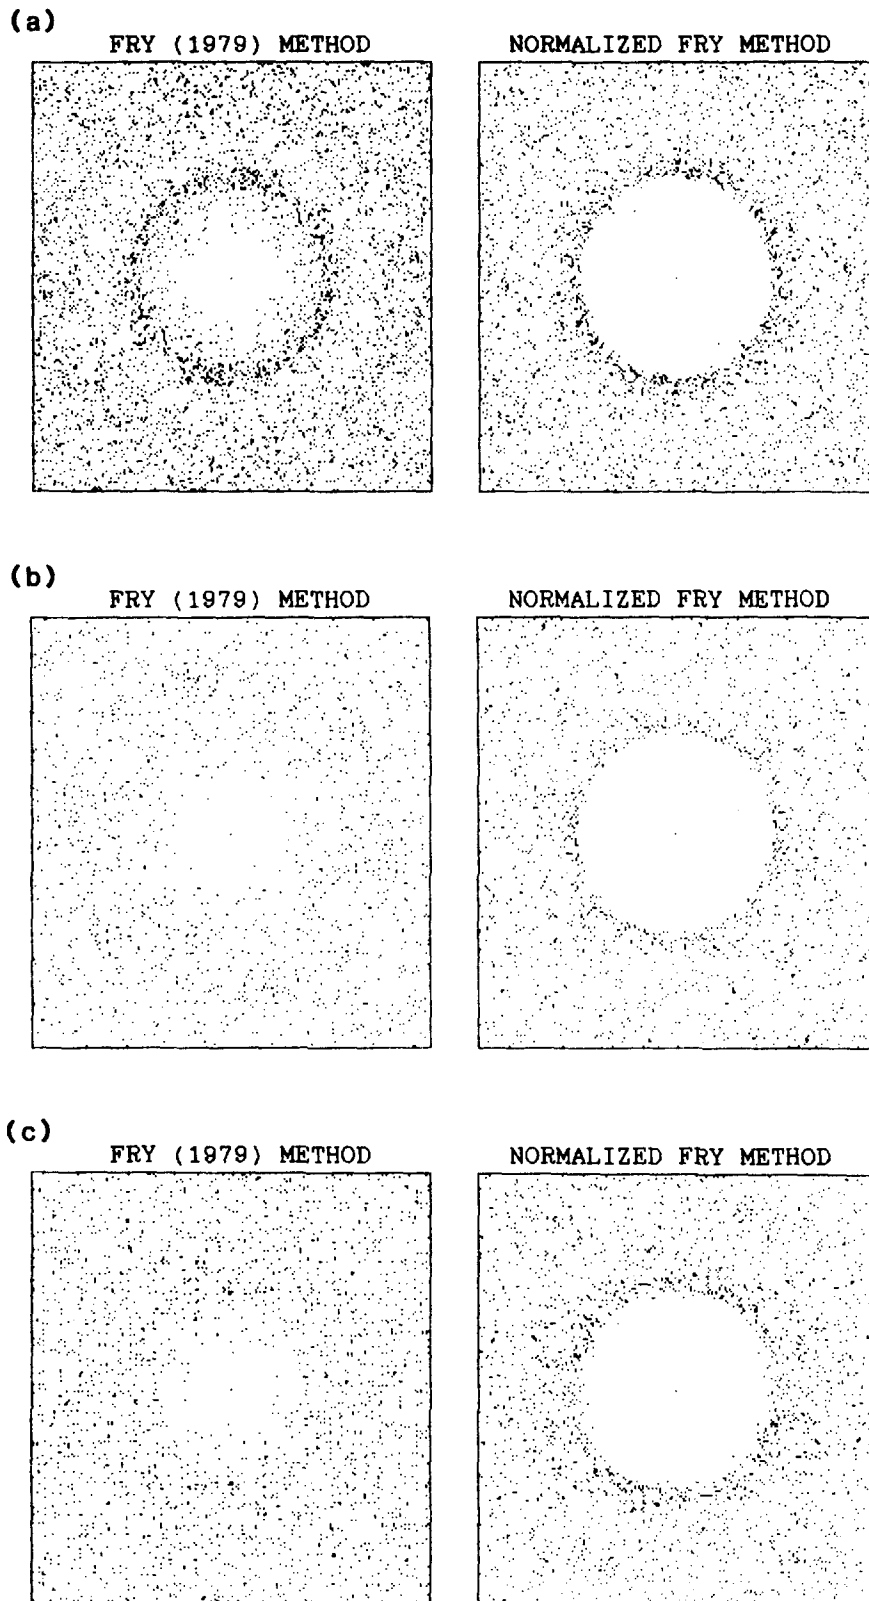 (a)
FRY (1979) METHOD
NORMALIZED FRY METHOD
(b)
FRY (1979) METHOD
NORMALIZED FRY METHOD
(c)
FRY (1979) METHOD
NORMALIZED FRY METHOD